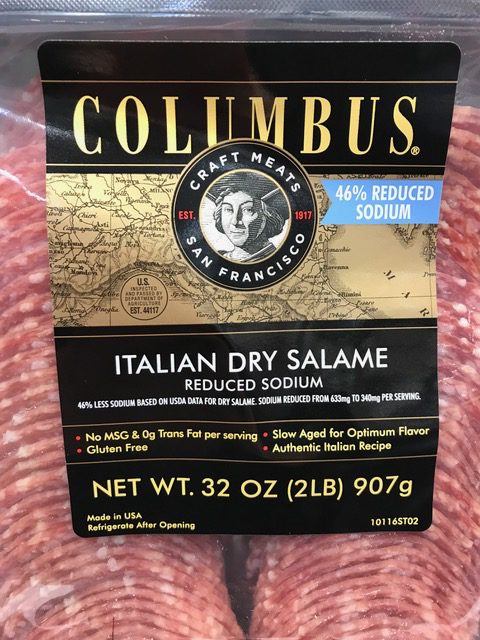 COLUMBUS®
CRAFT MEATS
EST. 1917
SAN FRANCISCO
46% REDUCED
SODIUM
MILANO
U.S.
INSPECTED
AND PASSED BY
DEPARTMENT OF
AGRICULTURE
EST. 44117
ITALIAN DRY SALAME
REDUCED SODIUM
46% LESS SODIUM BASED ON USDA DATA FOR DRY SALAME. SODIUM REDUCED FROM 633mg TO 340mg PER SERVING.
• No MSG & 0g Trans Fat per serving • Slow Aged for Optimum Flavor
• Gluten Free • Authentic Italian Recipe
NET WT. 32 OZ (2LB) 907g
Made in USA
Refrigerate After Opening 10116ST02